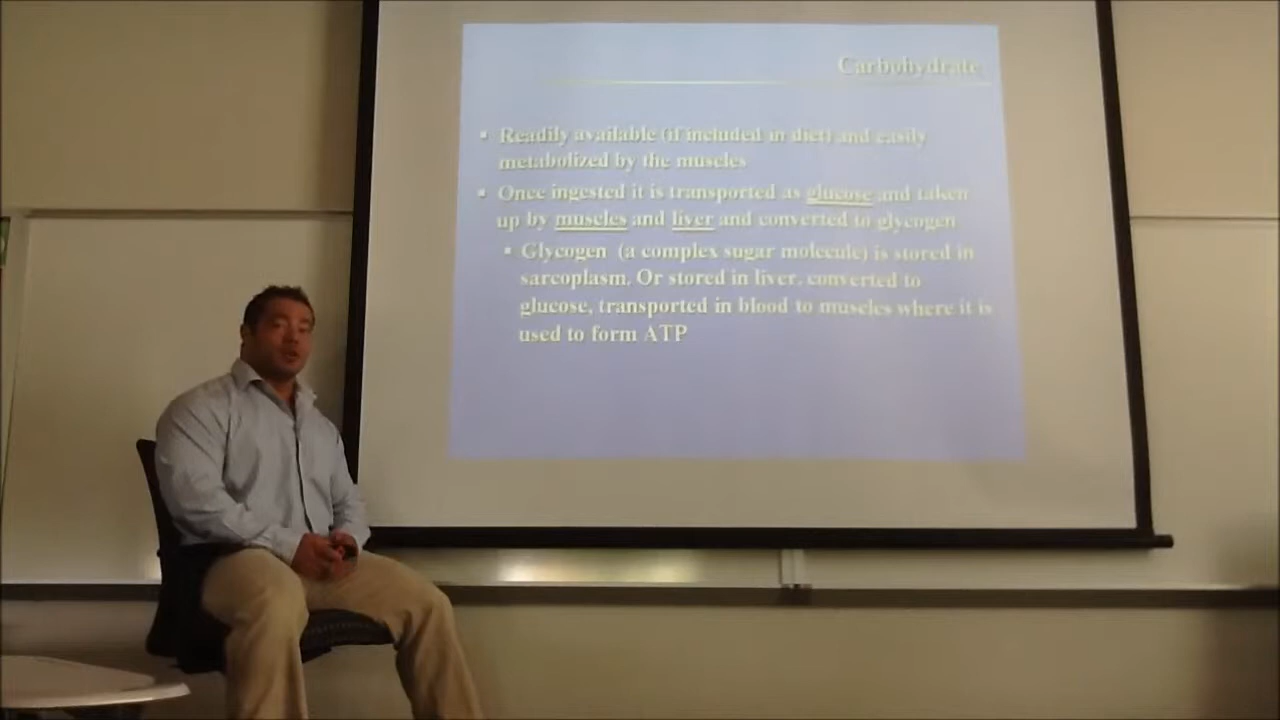 Carbohydrate
▪ Readily available (if included in diet) and easily
metabolized by the muscles
▪ Once ingested it is transported as glucose and taken
up by muscles and liver and converted to glycogen
▪ Glycogen (a complex sugar molecule) is stored in
sarcoplasm. Or stored in liver, converted to
glucose, transported in blood to muscles where it is
used to form ATP